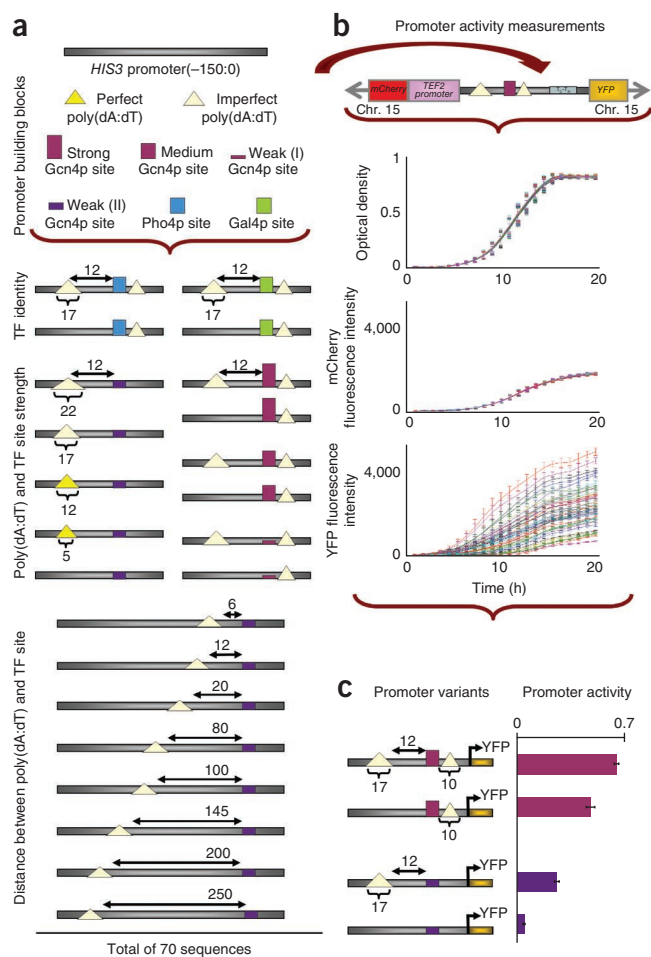 a
HIS3 promoter(−150:0)
Perfect
poly(dA:dT)
Imperfect
poly(dA:dT)
Strong
Gcn4p site
Medium
Gcn4p site
Weak (I)
Gcn4p site
Weak (II)
Gcn4p site
Pho4p site
Gal4p site
Promoter building blocks
TF identity
12
17
12
17
Poly(dA:dT) and TF site strength
12
22
17
12
5
12
Distance between poly(dA:dT) and TF site
6
12
20
80
100
145
200
250
Total of 70 sequences
b
Promoter activity measurements
mCherry
TEF2
promoter
YFP
Chr. 15
Chr. 15
Optical density
1
0.5
0
0
10
20
mCherry
fluorescence intensity
4,000
0
0
10
20
YFP fluorescence
intensity
4,000
0
0
10
20
Time (h)
c
Promoter variants
Promoter activity
0
0.7
12
YFP
17
10
YFP
10
12
YFP
17
YFP